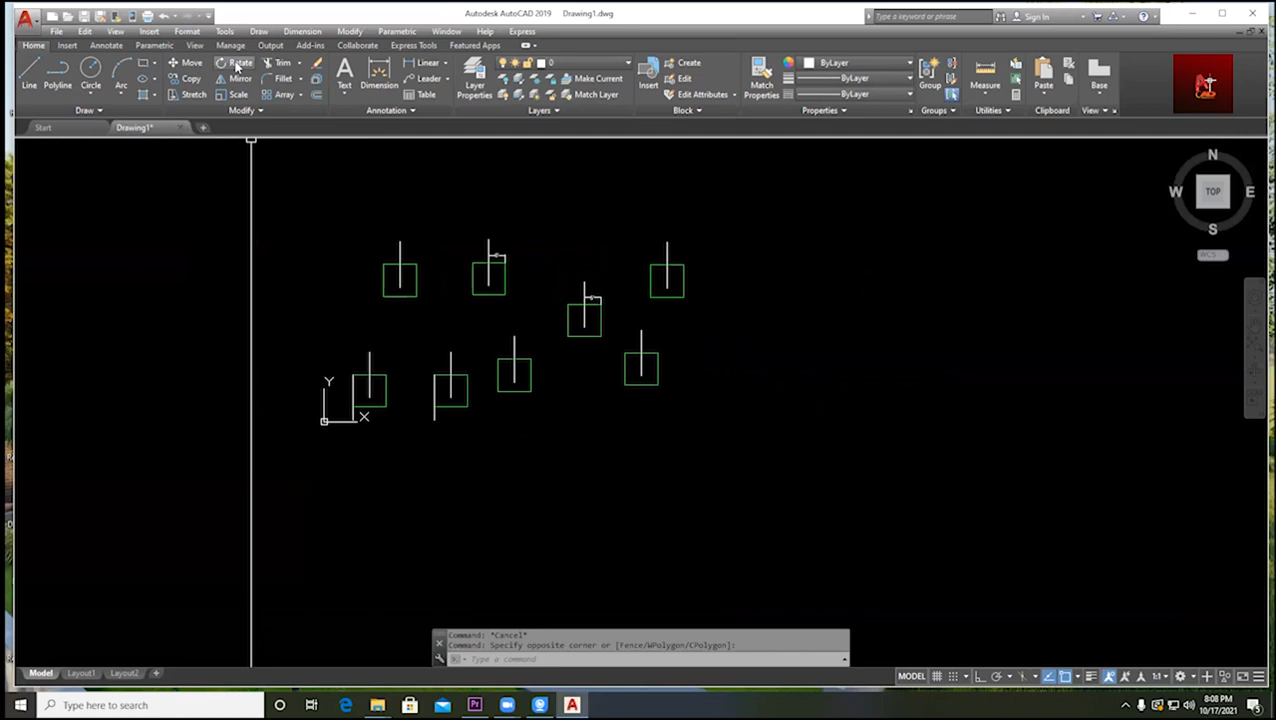 Autodesk AutoCAD 2019 Drawing1.dwg
Type a keyword or phrase
Sign In
File Edit View Insert Format Tools Draw Dimension Modify Parametric Window Help Express
Home Insert Annotate Parametric View Manage Output Add-ins Collaborate Express Tools Featured Apps
Move Rotate Trim Linear 0 Create ByLayer
Line Polyline Circle Arc Copy Mirror Fillet Text Dimension Leader Layer Properties Make Current Insert Edit Match Properties ByLayer Group Measure Paste Base
Stretch Scale Array Table Match Layer Edit Attributes ByLayer
Draw Modify Annotation Layers Block Properties Groups Utilities Clipboard View
Start Drawing1*
N
W TOP E
S
WCS
Y
X
Command: *Cancel*
Command: Specify opposite corner or [Fence/WPolygon/CPolygon]:
Type a command
Model Layout1 Layout2 +
MODEL 1:1
Type here to search
8:08 PM
10/17/2021